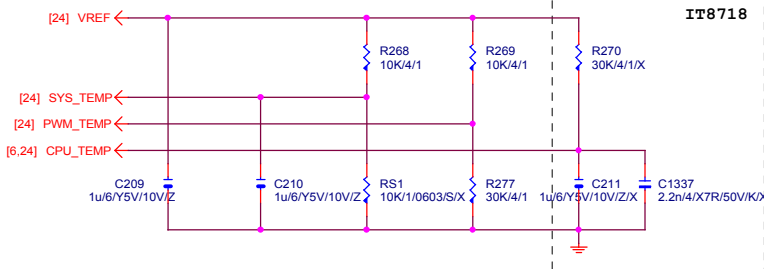 IT8718
[24] VREF
R268
10K/4/1
R269
10K/4/1
R270
30K/4/1/X
[24] SYS_TEMP
[24] PWM_TEMP
[6,24] CPU_TEMP
C209
1u/6/Y5V/10V/Z
C210
1u/6/Y5V/10V/Z
RS1
10K/1/0603/S/X
R277
30K/4/1
C211
1u/6/Y5V/10V/Z/X
C1337
2.2n/4/X7R/50V/K/X